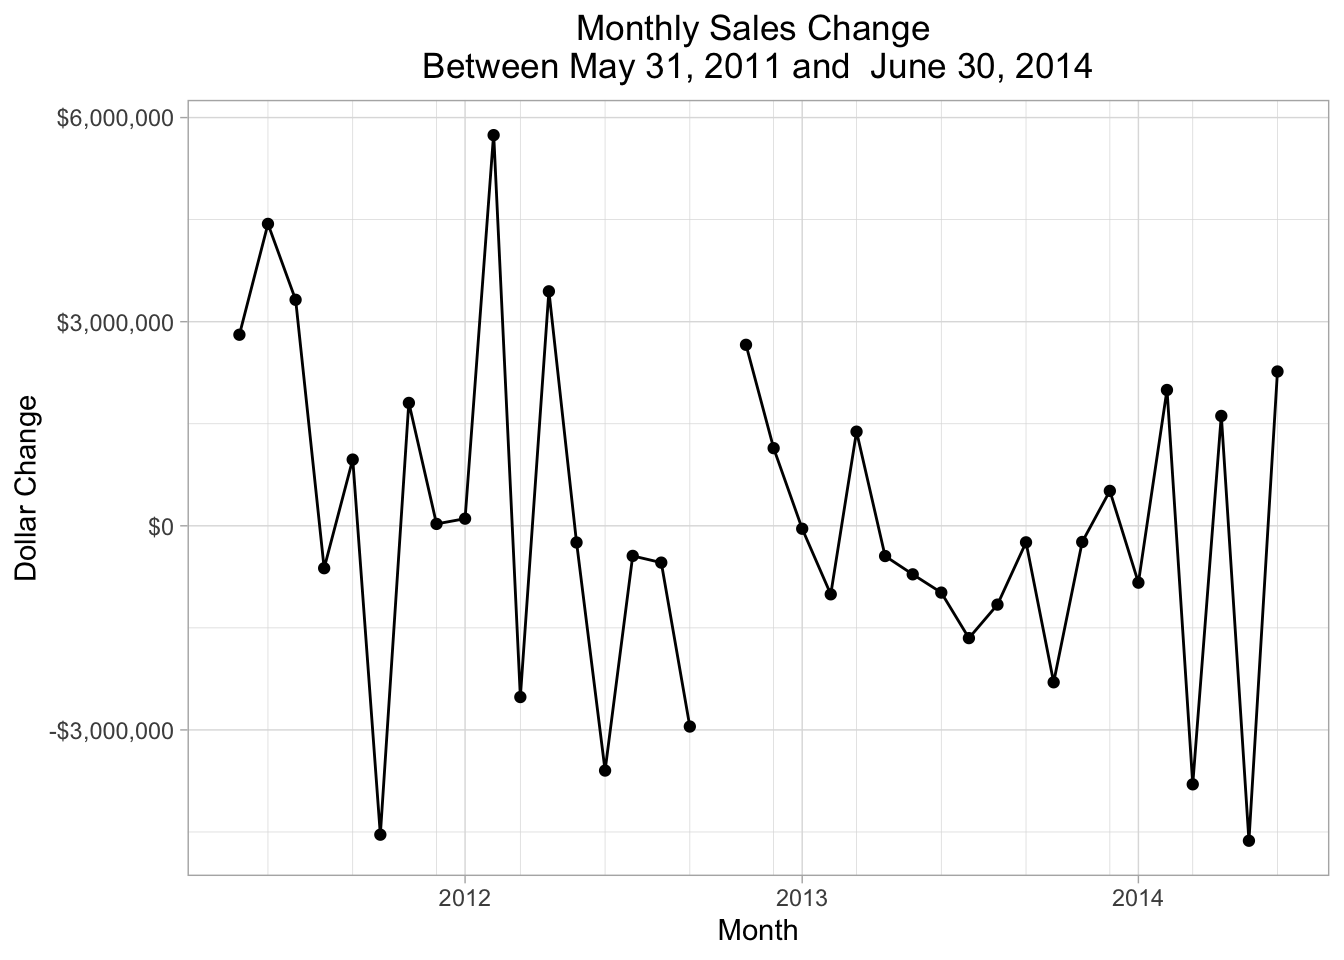 Monthly Sales Change
Between May 31, 2011 and  June 30, 2014
$6,000,000
$3,000,000
$0
-$3,000,000
Dollar Change
2012
2013
2014
Month